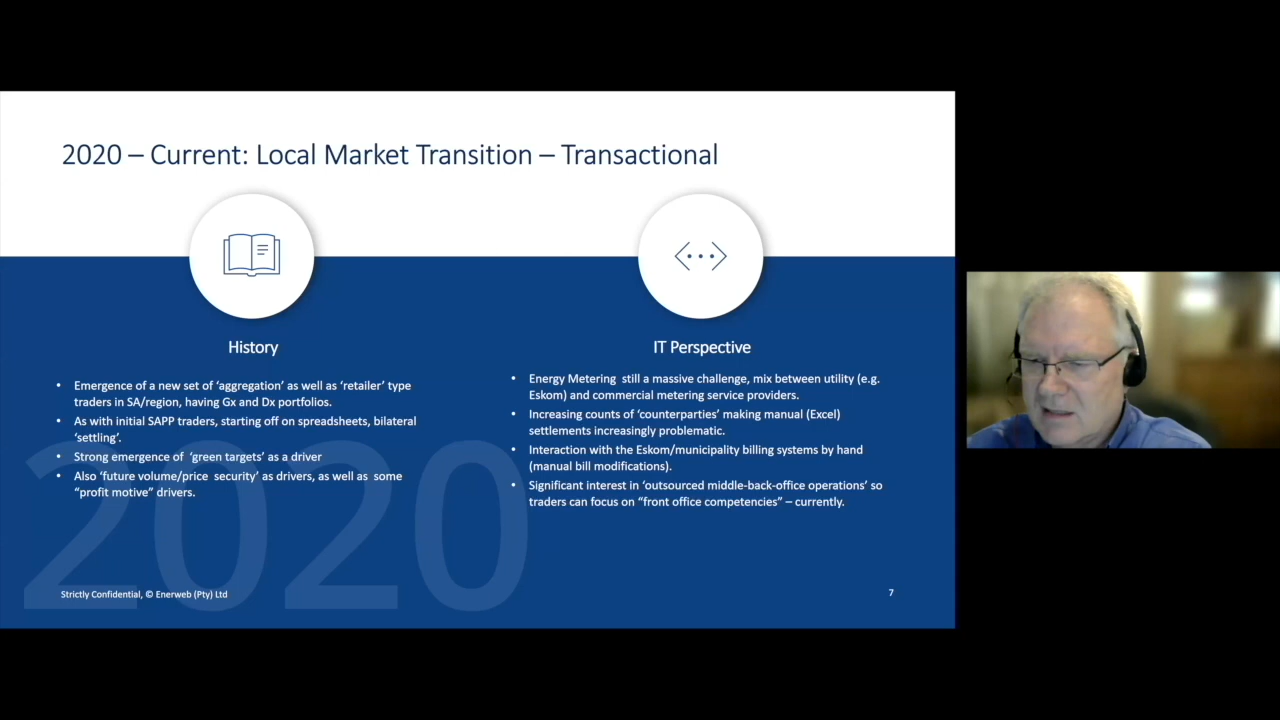 2020 – Current: Local Market Transition – Transactional
History
• Emergence of a new set of ‘aggregation’ as well as ‘retailer’ type
traders in SA/region, having Gx and Dx portfolios.
• As with initial SAPP traders, starting off on spreadsheets, bilateral
‘settling’.
• Strong emergence of ‘green targets’ as a driver
• Also ‘future volume/price security’ as drivers, as well as some
“profit motive” drivers.
IT Perspective
• Energy Metering still a massive challenge, mix between utility (e.g.
Eskom) and commercial metering service providers.
• Increasing counts of ‘counterparties’ making manual (Excel)
settlements increasingly problematic.
• Interaction with the Eskom/municipality billing systems by hand
(manual bill modifications).
• Significant interest in ‘outsourced middle-back-office operations’ so
traders can focus on “front office competencies” – currently.
2020
Strictly Confidential, © Enerweb (Pty) Ltd
7